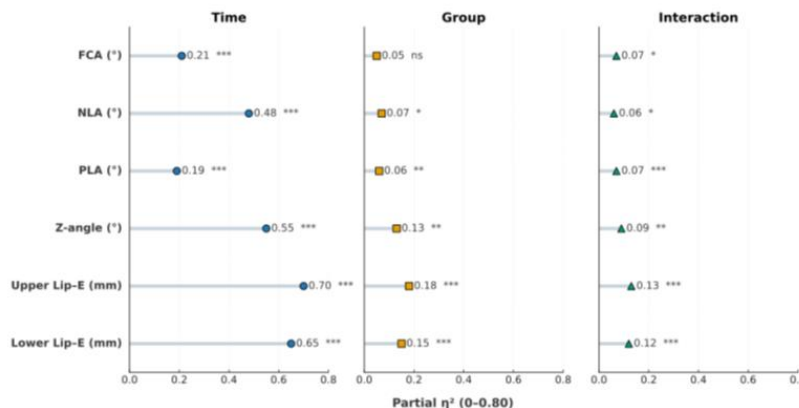 Time Group Interaction
FCA (°) 0.21 *** 0.05 ns 0.07 *
NLA (°) 0.48 *** 0.07 * 0.06 *
PLA (°) 0.19 *** 0.06 ** 0.07 ***
Z-angle (°) 0.55 *** 0.13 ** 0.09 **
Upper Lip–E (mm) 0.70 *** 0.18 *** 0.13 ***
Lower Lip–E (mm) 0.65 *** 0.15 *** 0.12 ***
0.0 0.2 0.4 0.6 0.8 0.0 0.2 0.4 0.6 0.8 0.0 0.2 0.4 0.6
Partial η² (0–0.80)